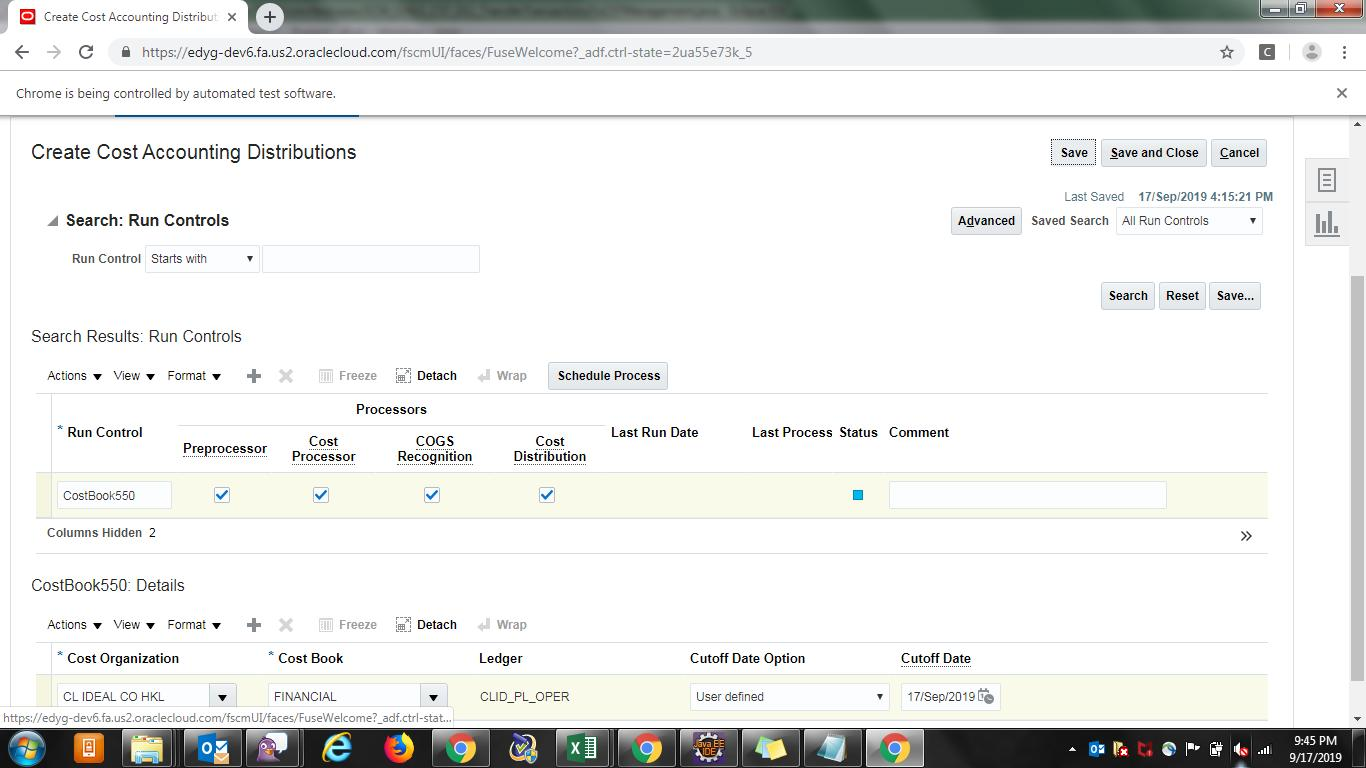 Create Cost Accounting Distribut
https://edyg-dev6.fa.us2.oraclecloud.com/fscmUI/faces/FuseWelcome?_adf.ctrl-state=2ua55e73k_5
C
Chrome is being controlled by automated test software.
Create Cost Accounting Distributions
Save
Save and Close
Cancel
Last Saved 17/Sep/2019 4:15:21 PM
Search: Run Controls
Advanced
Saved Search
All Run Controls
Run Control
Starts with
Search
Reset
Save...
Search Results: Run Controls
Actions
View
Format
Freeze
Detach
Wrap
Schedule Process
Processors
* Run Control
Preprocessor
Cost
Processor
COGS
Recognition
Cost
Distribution
Last Run Date
Last Process
Status
Comment
CostBook550
Columns Hidden 2
CostBook550: Details
Actions
View
Format
Freeze
Detach
Wrap
* Cost Organization
* Cost Book
Ledger
Cutoff Date Option
Cutoff Date
CL IDEAL CO HKL
FINANCIAL
CLID_PL_OPER
User defined
17/Sep/2019
https://edyg-dev6.fa.us2.oraclecloud.com/fscmUI/faces/FuseWelcome?_adf.ctrl-stat...
Java EE
IDE
9:45 PM
9/17/2019